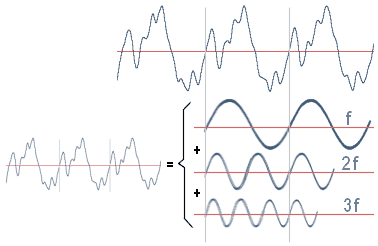 f
+
= 2f
+
3f